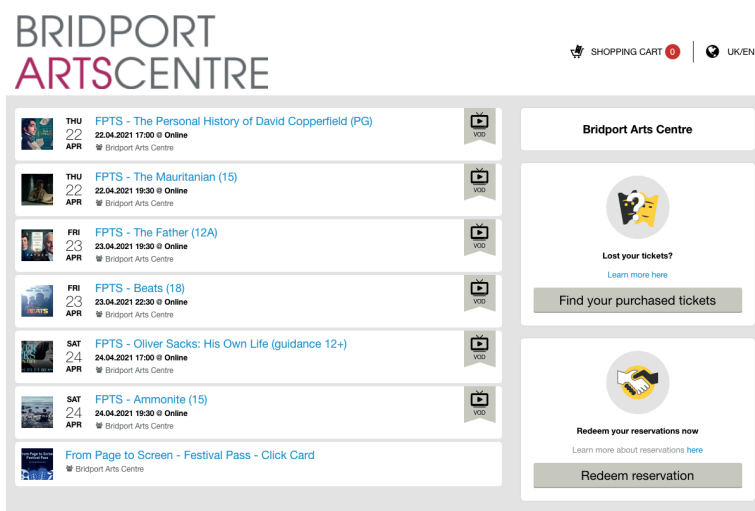 BRIDPORT
ARTSCENTRE
SHOPPING CART 0
UK/EN
THU
22
APR
FPTS - The Personal History of David Copperfield (PG)
22.04.2021 17:00 @ Online
Bridport Arts Centre
VOD
THU
22
APR
FPTS - The Mauritanian (15)
22.04.2021 19:30 @ Online
Bridport Arts Centre
VOD
FRI
23
APR
FPTS - The Father (12A)
23.04.2021 19:30 @ Online
Bridport Arts Centre
VOD
FRI
23
APR
FPTS - Beats (18)
23.04.2021 22:30 @ Online
Bridport Arts Centre
VOD
BEATS
SAT
24
APR
FPTS - Oliver Sacks: His Own Life (guidance 12+)
24.04.2021 17:00 @ Online
Bridport Arts Centre
VOD
SAT
24
APR
FPTS - Ammonite (15)
24.04.2021 19:30 @ Online
Bridport Arts Centre
VOD
From Page to Screen - Festival Pass - Click Card
Bridport Arts Centre
Bridport Arts Centre
Lost your tickets?
Learn more here
Find your purchased tickets
Redeem your reservations now
Learn more about reservations here
Redeem reservation